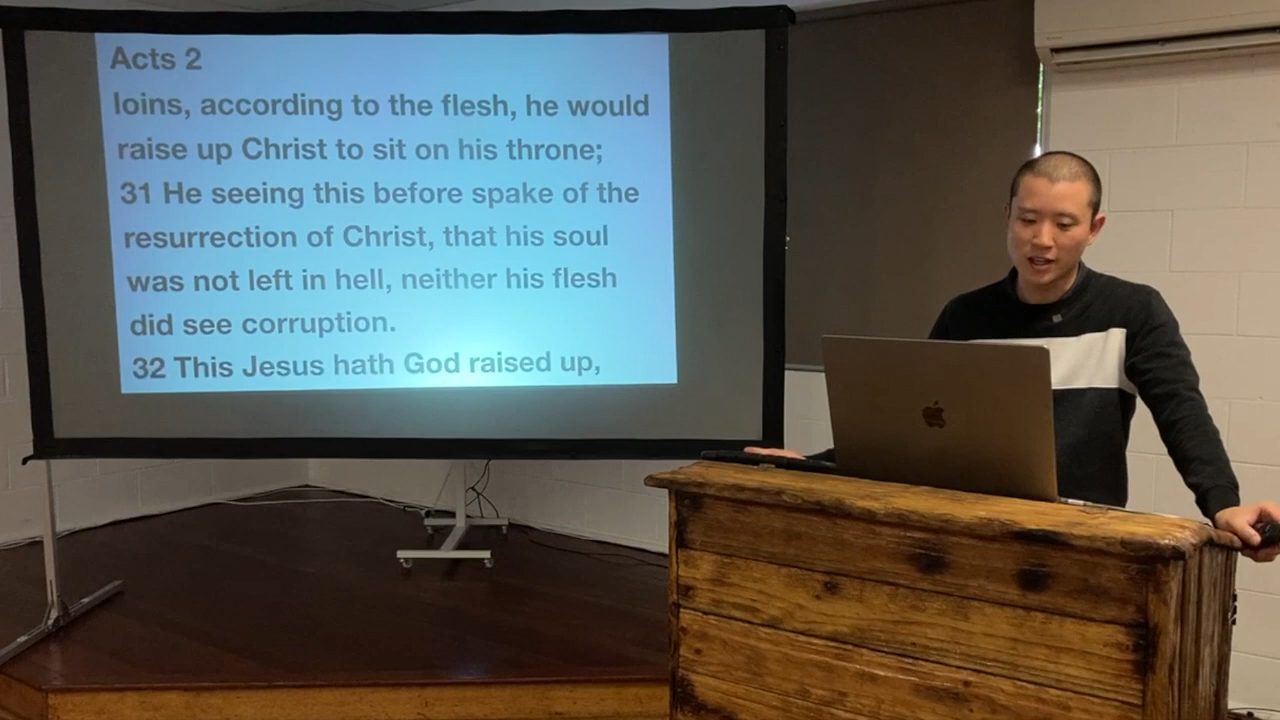 Acts 2
loins, according to the flesh, he would
raise up Christ to sit on his throne;
31 He seeing this before spake of the
resurrection of Christ, that his soul
was not left in hell, neither his flesh
did see corruption.
32 This Jesus hath God raised up,